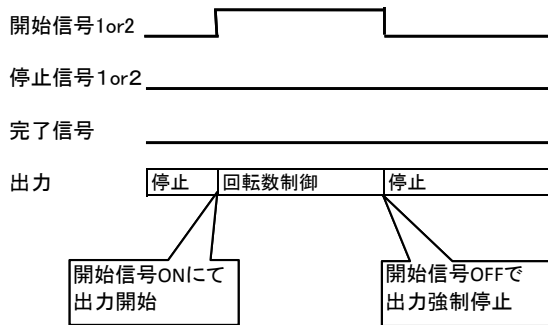 開始信号1or2
停止信号１or２
完了信号
出力
停止 回転数制御 停止
開始信号ONにて
出力開始
開始信号OFFで
出力強制停止